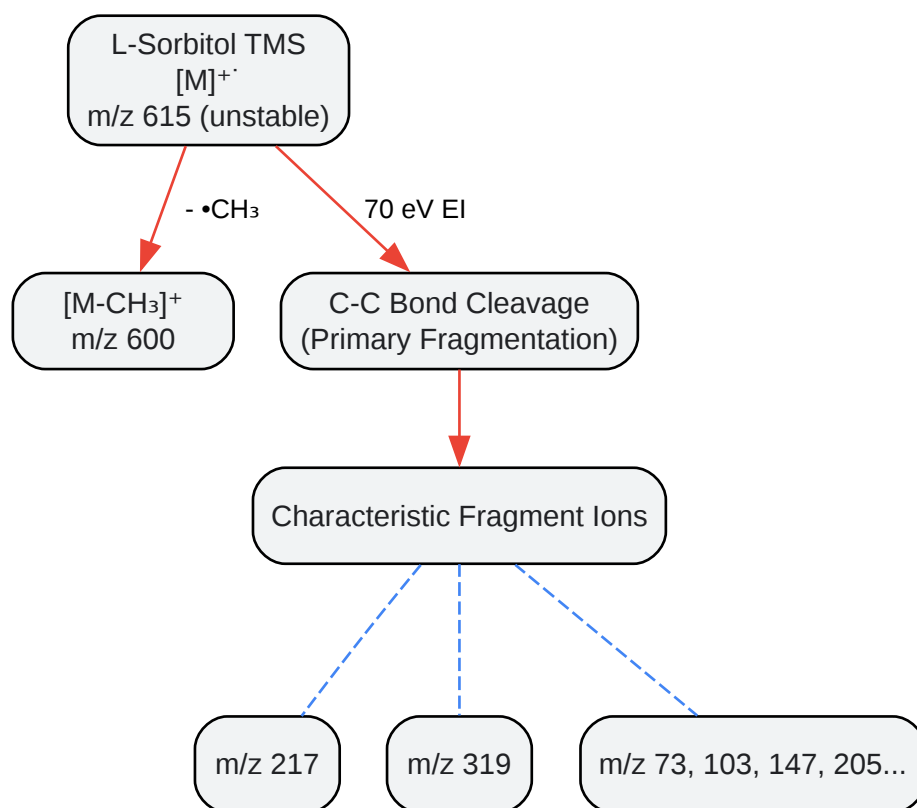 L-Sorbitol TMS
[M]⁺˙
m/z 615 (unstable)
- •CH₃
70 eV EI
[M-CH₃]⁺
m/z 600
C-C Bond Cleavage
(Primary Fragmentation)
Characteristic Fragment Ions
m/z 217
m/z 319
m/z 73, 103, 147, 205...